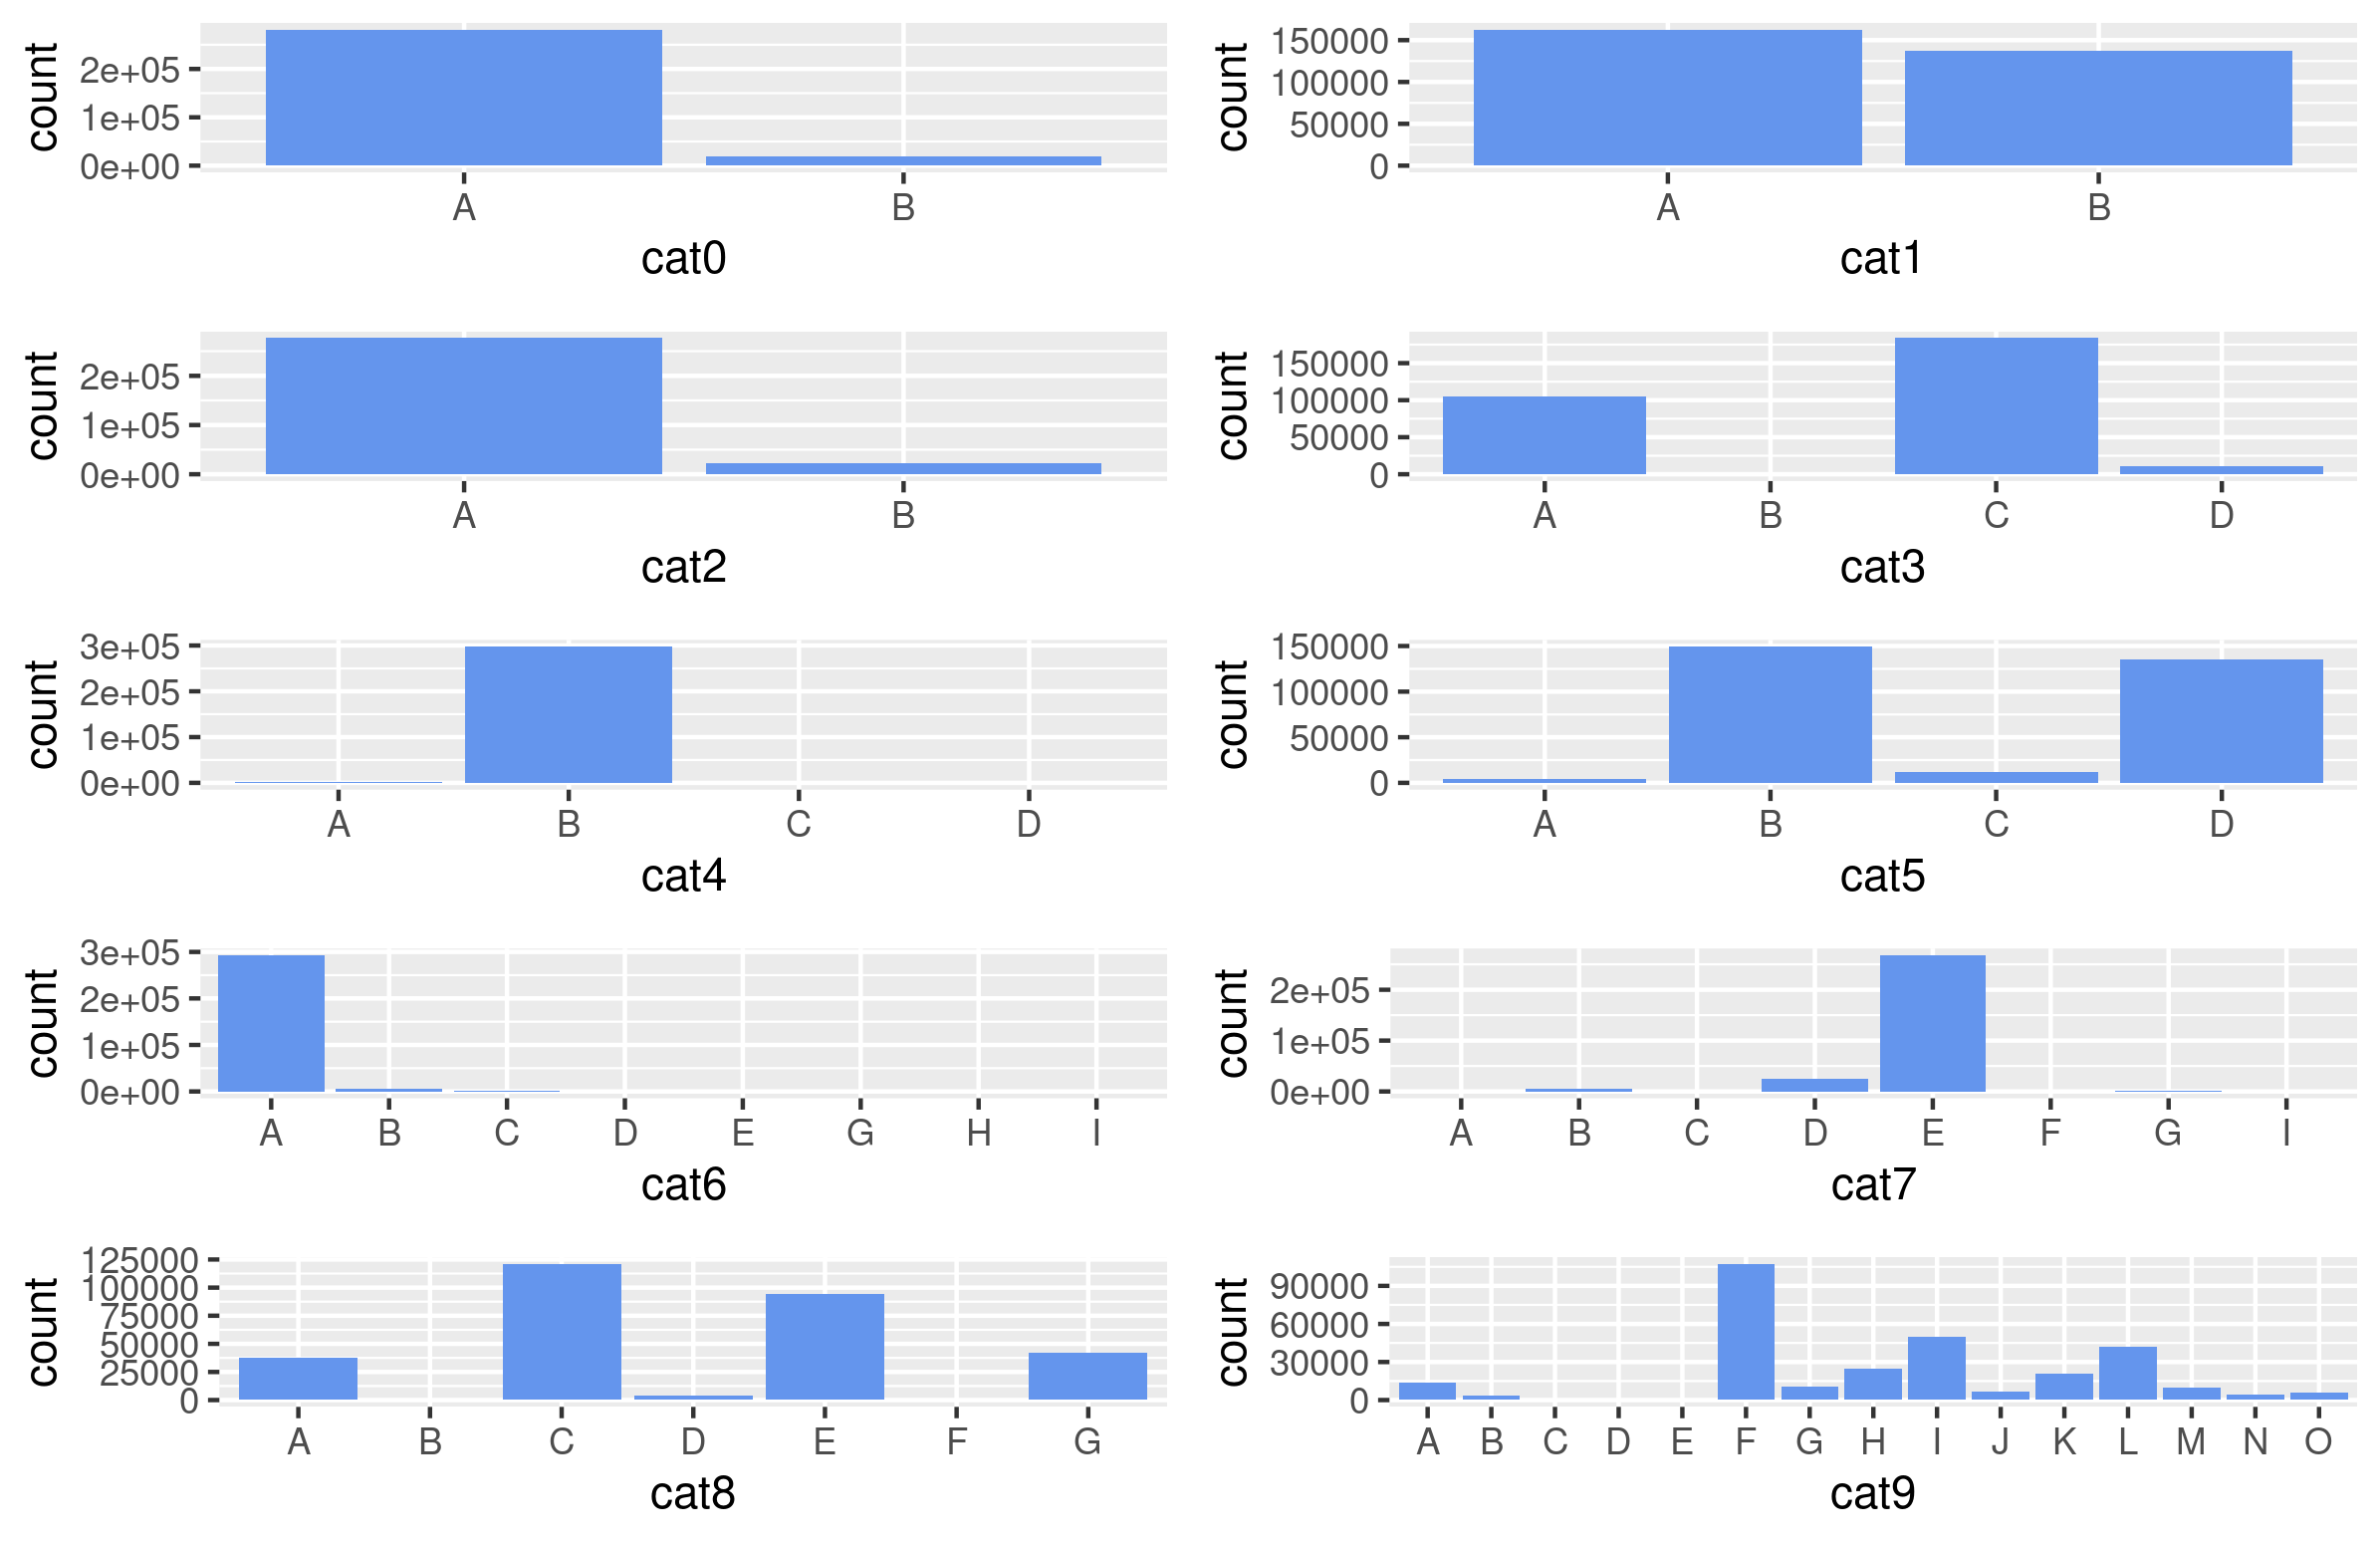 count
2e+05
1e+05
0e+00
A B
cat0
count
150000
100000
50000
0
A B
cat1
count
2e+05
1e+05
0e+00
A B
cat2
count
150000
100000
50000
0
A B C D
cat3
count
3e+05
2e+05
1e+05
0e+00
A B C D
cat4
count
150000
100000
50000
0
A B C D
cat5
count
3e+05
2e+05
1e+05
0e+00
A B C D E G H I
cat6
count
2e+05
1e+05
0e+00
A B C D E F G I
cat7
count
125000
100000
75000
50000
25000
0
A B C D E F G
cat8
count
90000
60000
30000
0
A B C D E F G H I J K L M N O
cat9